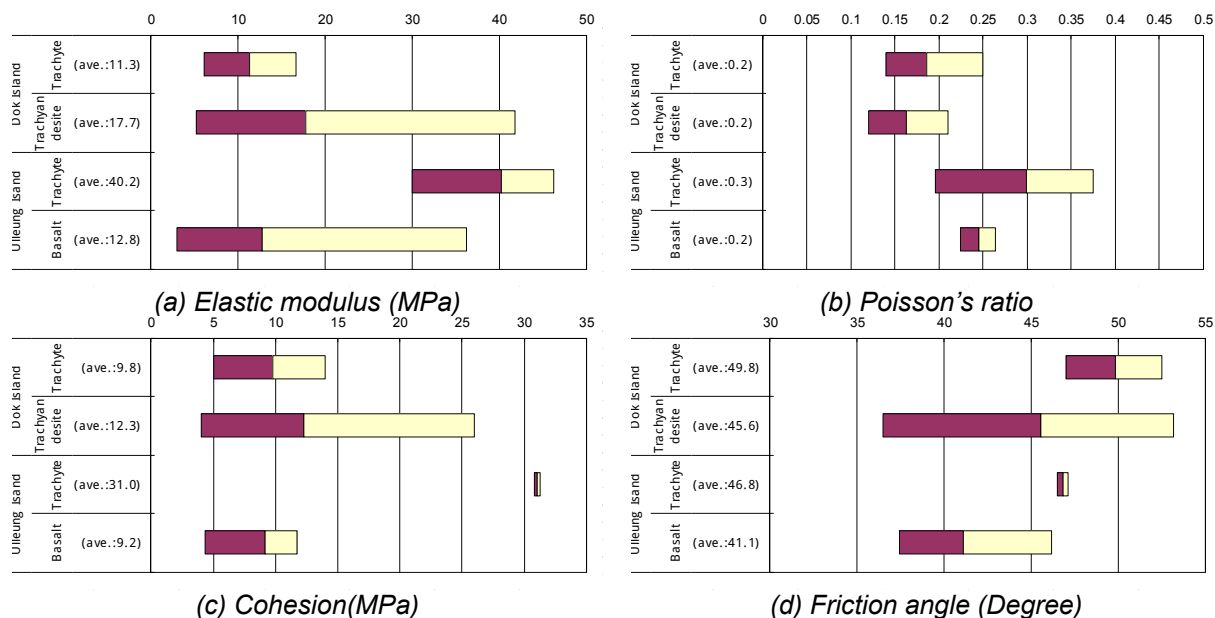 0 10 20 30 40 50
Dok Island
Trachyte
(ave.:11.3)
Trachyan
desite
(ave.:17.7)
Ulleung Island
Trachyte
(ave.:40.2)
Basalt
(ave.:12.8)
(a) Elastic modulus (MPa)
0 0.05 0.1 0.15 0.2 0.25 0.3 0.35 0.4 0.45 0.5
Dok Island
Trachyte
(ave.:0.2)
Trachyan
desite
(ave.:0.2)
Ulleung Island
Trachyte
(ave.:0.3)
Basalt
(ave.:0.2)
(b) Poisson's ratio
0 5 10 15 20 25 30 35
Dok Island
Trachyte
(ave.:9.8)
Trachyan
desite
(ave.:12.3)
Ulleung Island
Trachyte
(ave.:31.0)
Basalt
(ave.:9.2)
(c) Cohesion(MPa)
30 35 40 45 50 55
Dok Island
Trachyte
(ave.:49.8)
Trachyan
desite
(ave.:45.6)
Ulleung Island
Trachyte
(ave.:46.8)
Basalt
(ave.:41.1)
(d) Friction angle (Degree)